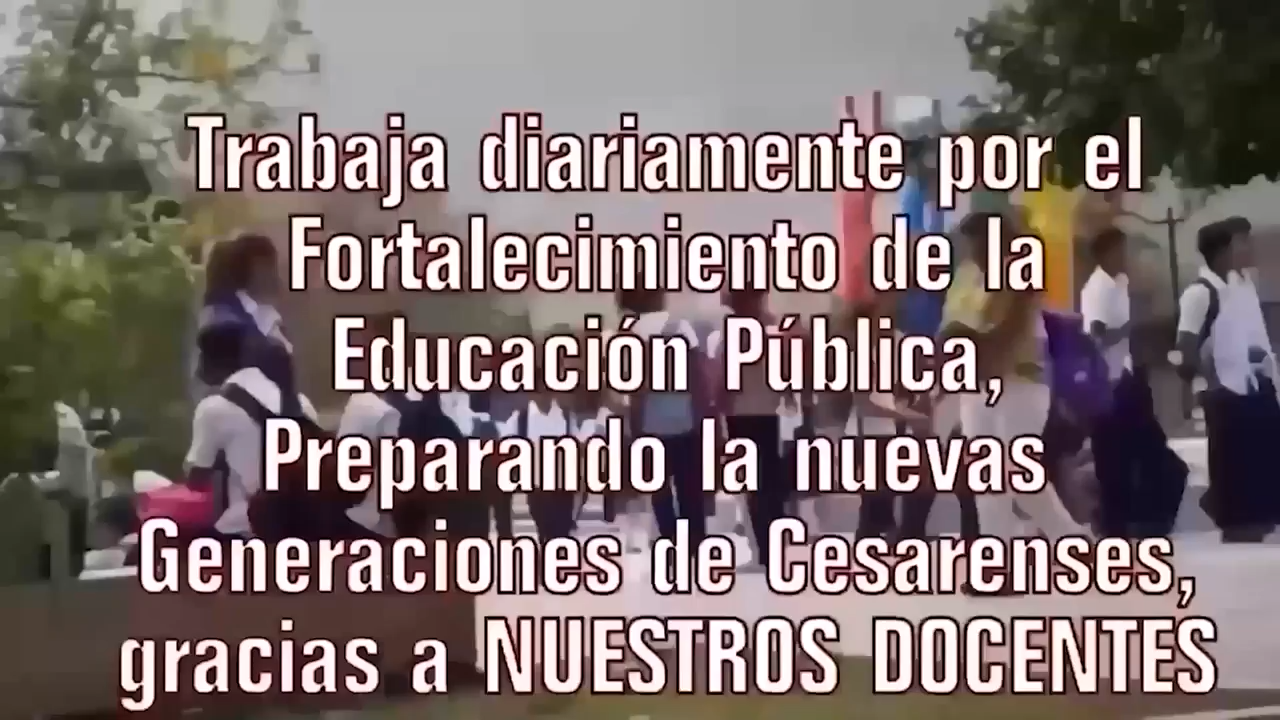 Trabaja diariamente por el
Fortalecimiento de la
Educación Pública,
Preparando la nuevas
Generaciones de Cesarenses,
gracias a NUESTROS DOCENTES